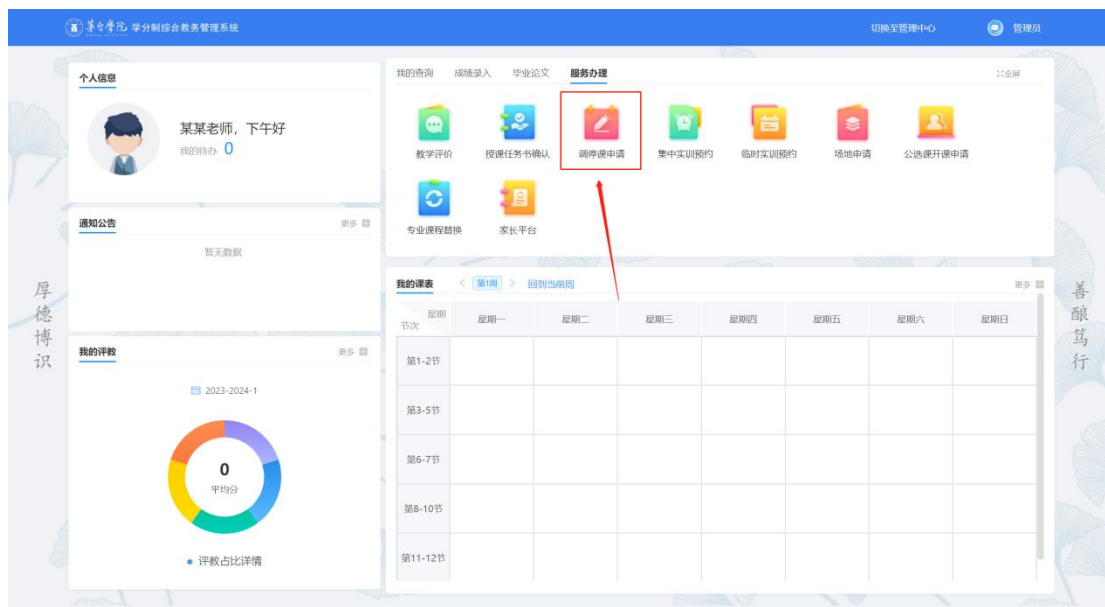 茅台学院 学分制综合教务管理系统 切换至管理中心 管理员
个人信息
某某老师，下午好
我的待办 0
通知公告 更多
暂无数据
我的评教 更多
2023-2024-1
0
平均分
评教占比详情
我的查询 成绩录入 毕业论文 服务办理 全屏
教学评价 授课任务书确认 调停课申请 集中实训预约 临时实训预约 场地申请 公选课开课申请
专业课程替换 家长平台
我的课表 < 第1周 > 回到当前周 更多
星期
节次
星期一 星期二 星期三 星期四 星期五 星期六 星期日
第1-2节
第3-5节
第6-7节
第8-10节
第11-12节
厚德博识
善酿笃行